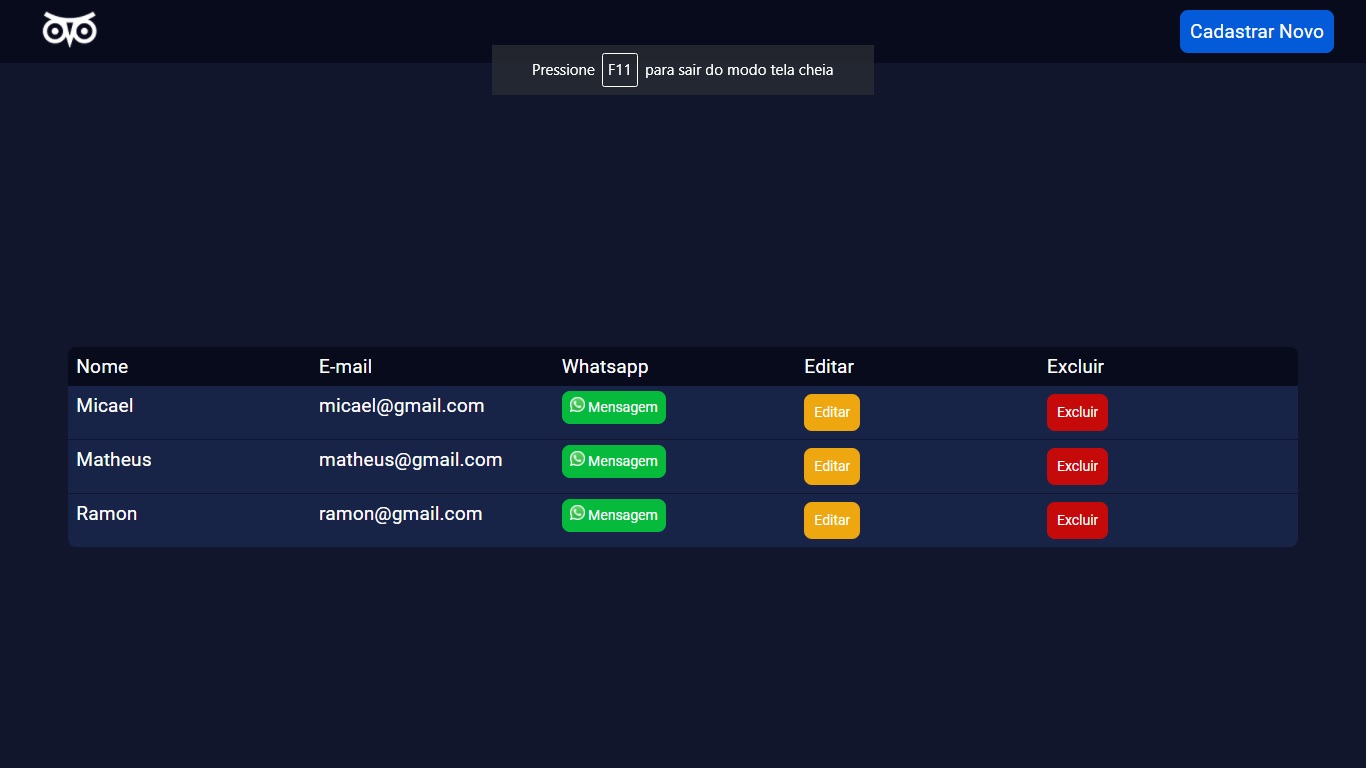 Cadastrar Novo
Pressione F11 para sair do modo tela cheia
Nome E-mail Whatsapp Editar Excluir
Micael micael@gmail.com Mensagem Editar Excluir
Matheus matheus@gmail.com Mensagem Editar Excluir
Ramon ramon@gmail.com Mensagem Editar Excluir